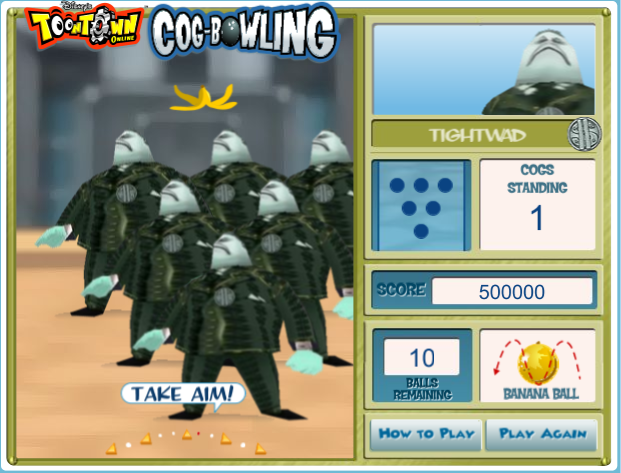 Disney's
TOONTOWN
ONLINE
COG-BOWLING
TIGHTWAD
COGS
STANDING
1
SCORE 500000
10
BALLS
REMAINING
BANANA BALL
TAKE AIM!
HOW TO PLAY
PLAY AGAIN